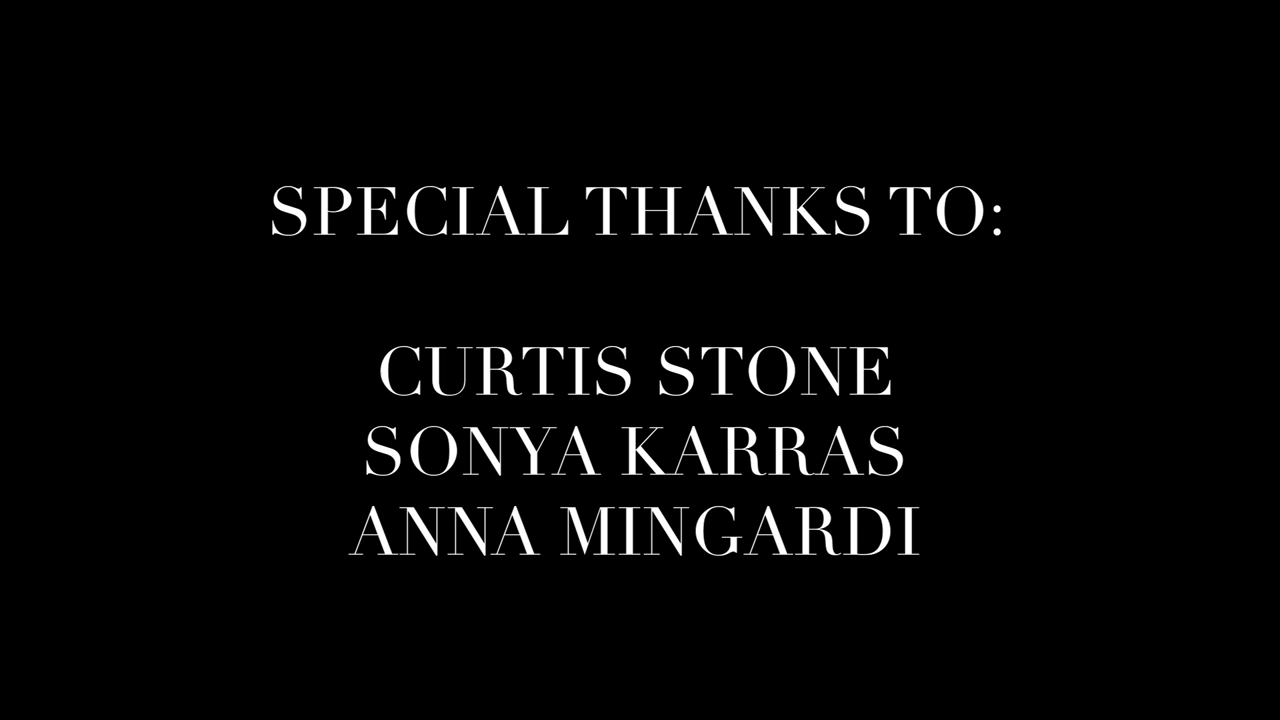 SPECIAL THANKS TO:
CURTIS STONE
SONYA KARRAS
ANNA MINGARDI